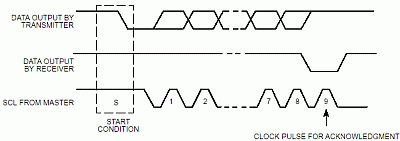 DATA OUTPUT BY
TRANSMITTER
DATA OUTPUT
BY RECEIVER
SCL FROM MASTER
S
1
2
7
8
9
START
CONDITION
CLOCK PULSE FOR ACKNOWLEDGMENT